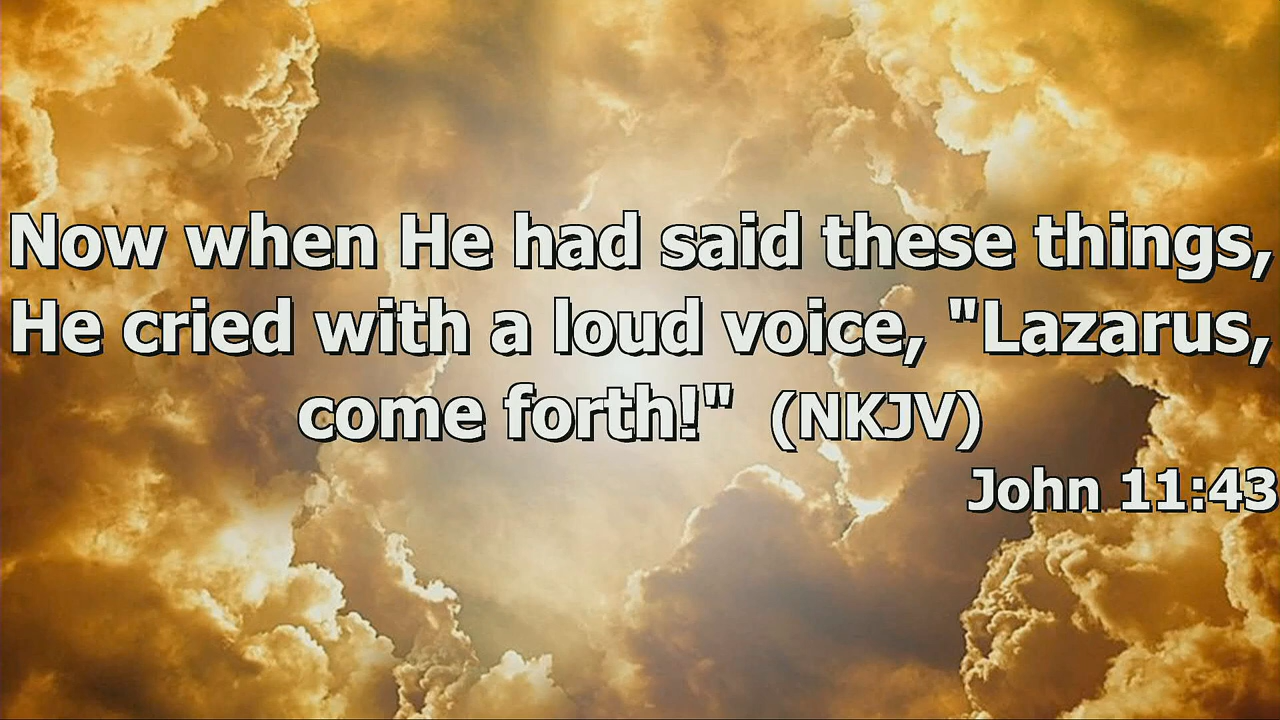 Now when He had said these things,
He cried with a loud voice, "Lazarus,
come forth!" (NKJV)
John 11:43